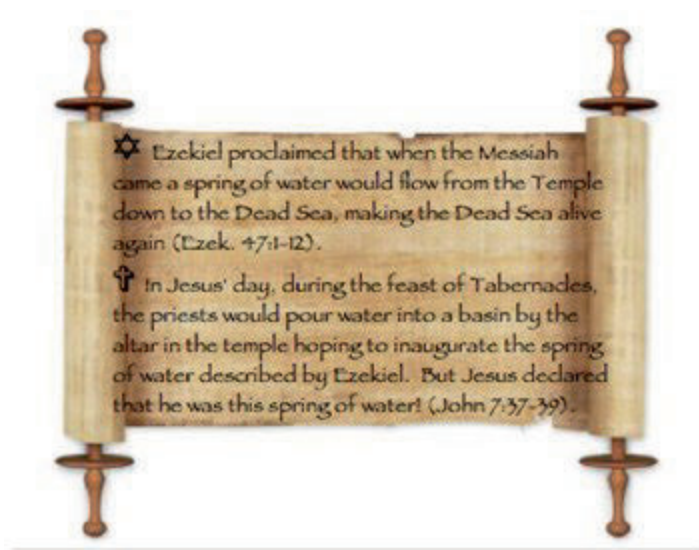 ✡ Ezekiel proclaimed that when the Messiah
came a spring of water would flow from the Temple
down to the Dead Sea, making the Dead Sea alive
again (Ezek. 47:1-12).
✝ In Jesus' day, during the feast of Tabernacles,
the priests would pour water into a basin by the
altar in the temple hoping to inaugurate the spring
of water described by Ezekiel. But Jesus declared
that he was this spring of water! (John 7:37-39).